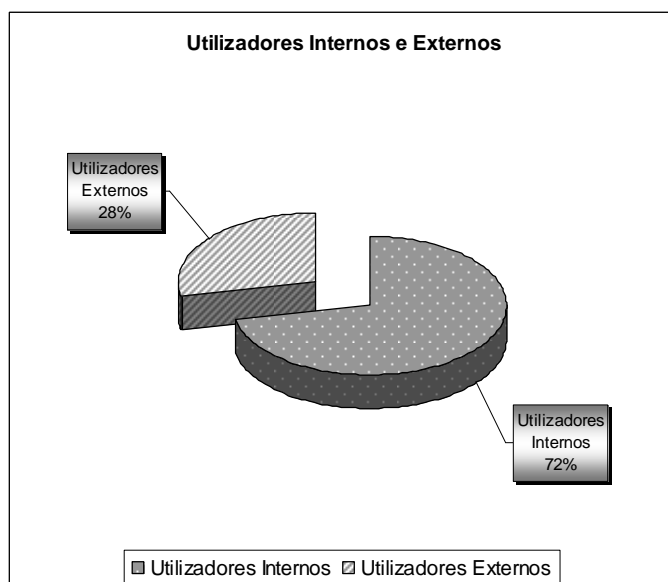 Utilizadores Internos e Externos
Utilizadores
Externos
28%
Utilizadores
Internos
72%
Utilizadores Internos Utilizadores Externos